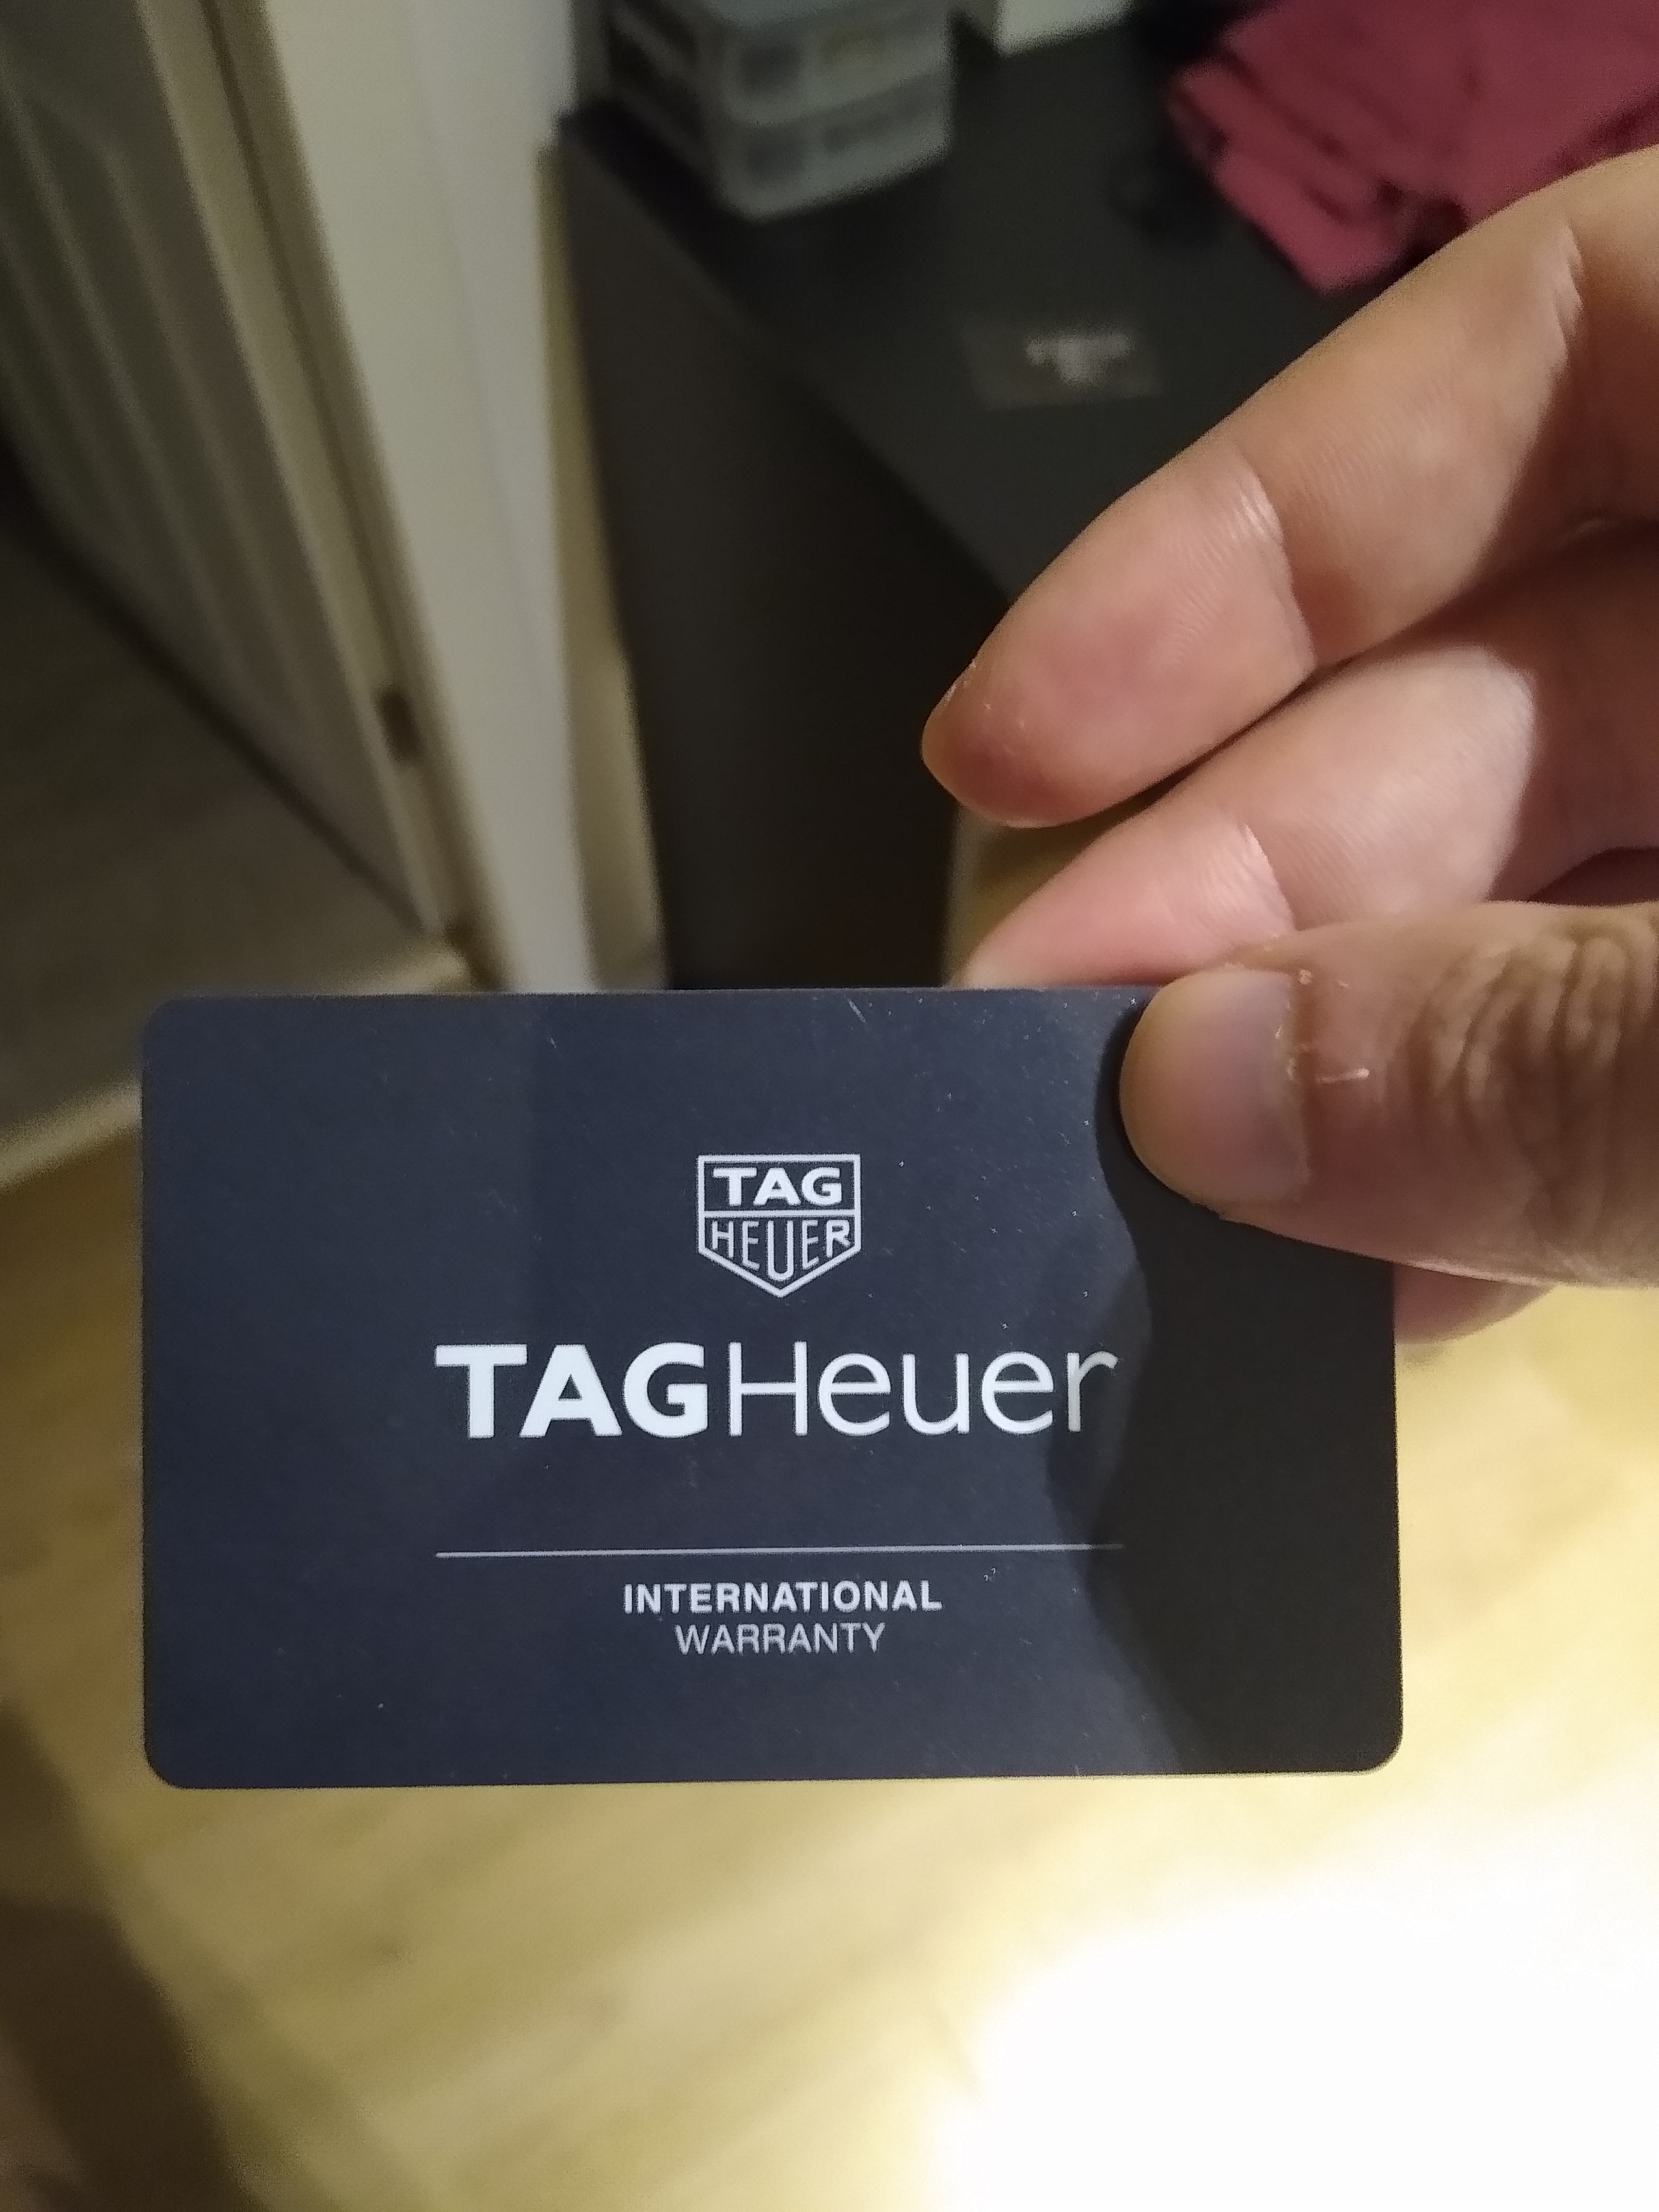 TAG
HEUER
TAGHeuer
INTERNATIONAL
WARRANTY